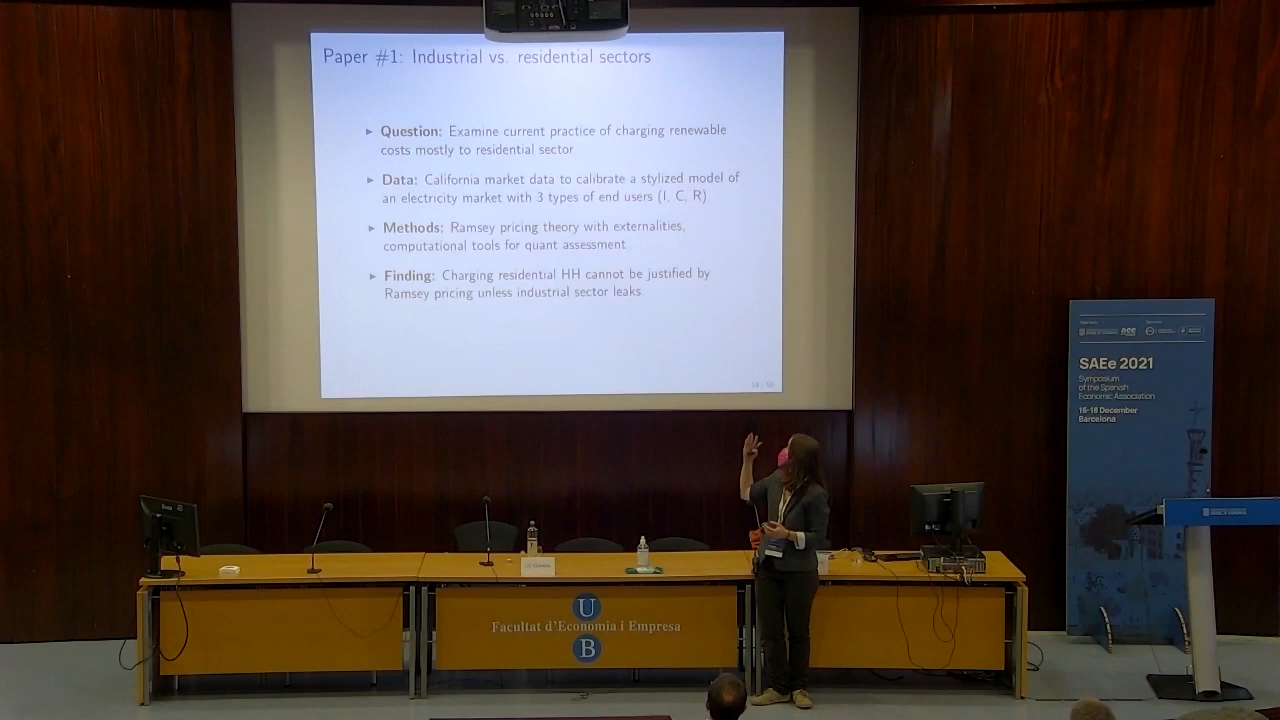 Paper #1: Industrial vs. residential sectors
▶ Question: Examine current practice of charging renewable
costs mostly to residential sector
▶ Data: California market data to calibrate a stylized model of
an electricity market with 3 types of end users (I, C, R)
▶ Methods: Ramsey pricing theory with externalities,
computational tools for quant assessment
▶ Finding: Charging residential HH cannot be justified by
Ramsey pricing unless industrial sector leaks
SAEe 2021
Symposium
of the Spanish
Economic Association
16-18 December
Barcelona
U
Facultat d'Economia i Empresa
B